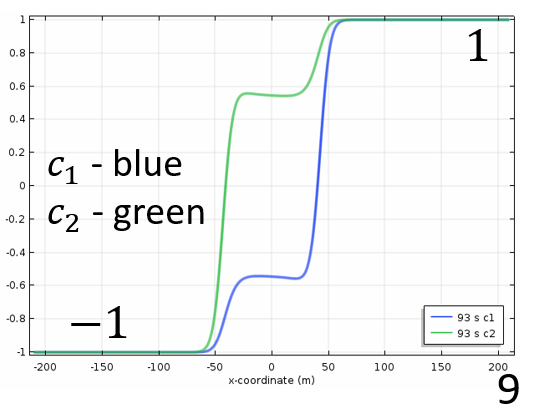 1
0.8
0.6
0.4
0.2
0
-0.2
-0.4
-0.6
-0.8
-1
1
c₁ - blue
c₂ - green
−1
93 s c1
93 s c2
-200 -150 -100 -50 0 50 100 150 200
x-coordinate (m)
9